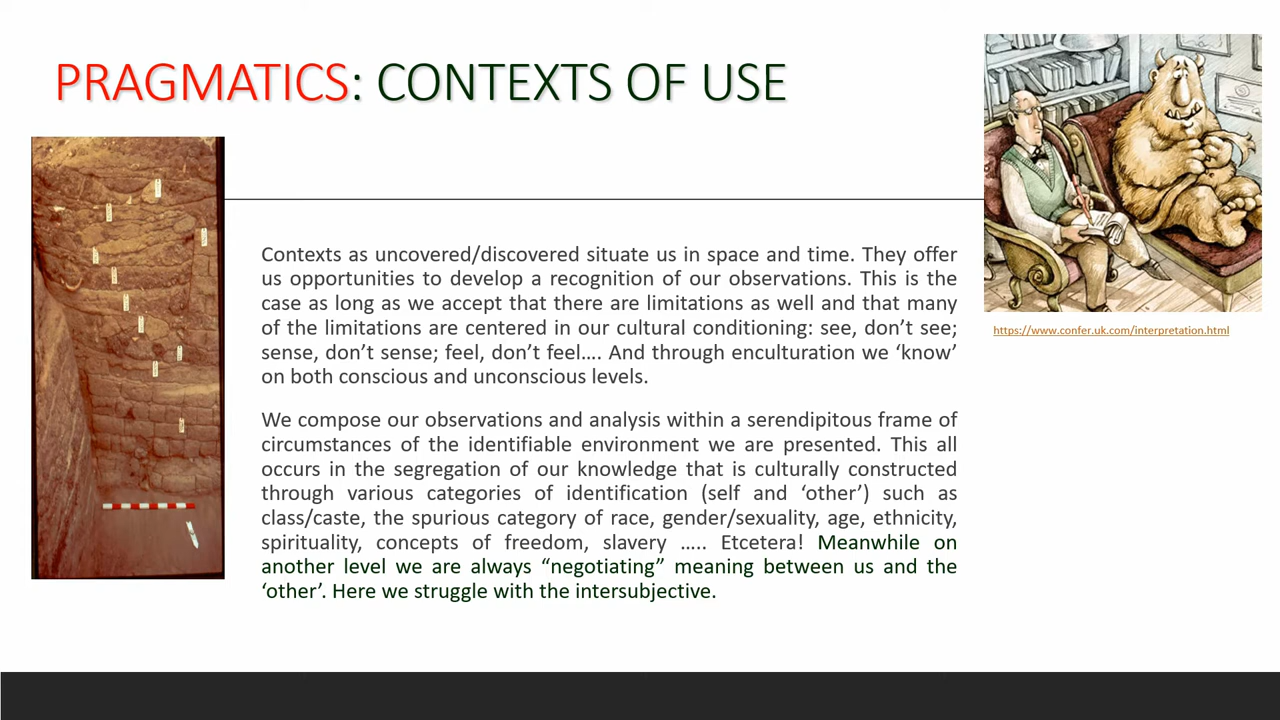 PRAGMATICS: CONTEXTS OF USE
Contexts as uncovered/discovered situate us in space and time. They offer
us opportunities to develop a recognition of our observations. This is the
case as long as we accept that there are limitations as well and that many
of the limitations are centered in our cultural conditioning: see, don’t see;
sense, don’t sense; feel, don’t feel…. And through enculturation we ‘know’
on both conscious and unconscious levels.
We compose our observations and analysis within a serendipitous frame of
circumstances of the identifiable environment we are presented. This all
occurs in the segregation of our knowledge that is culturally constructed
through various categories of identification (self and ‘other’) such as
class/caste, the spurious category of race, gender/sexuality, age, ethnicity,
spirituality, concepts of freedom, slavery ….. Etcetera! Meanwhile on
another level we are always “negotiating” meaning between us and the
‘other’. Here we struggle with the intersubjective.
https://www.confer.uk.com/interpretation.html